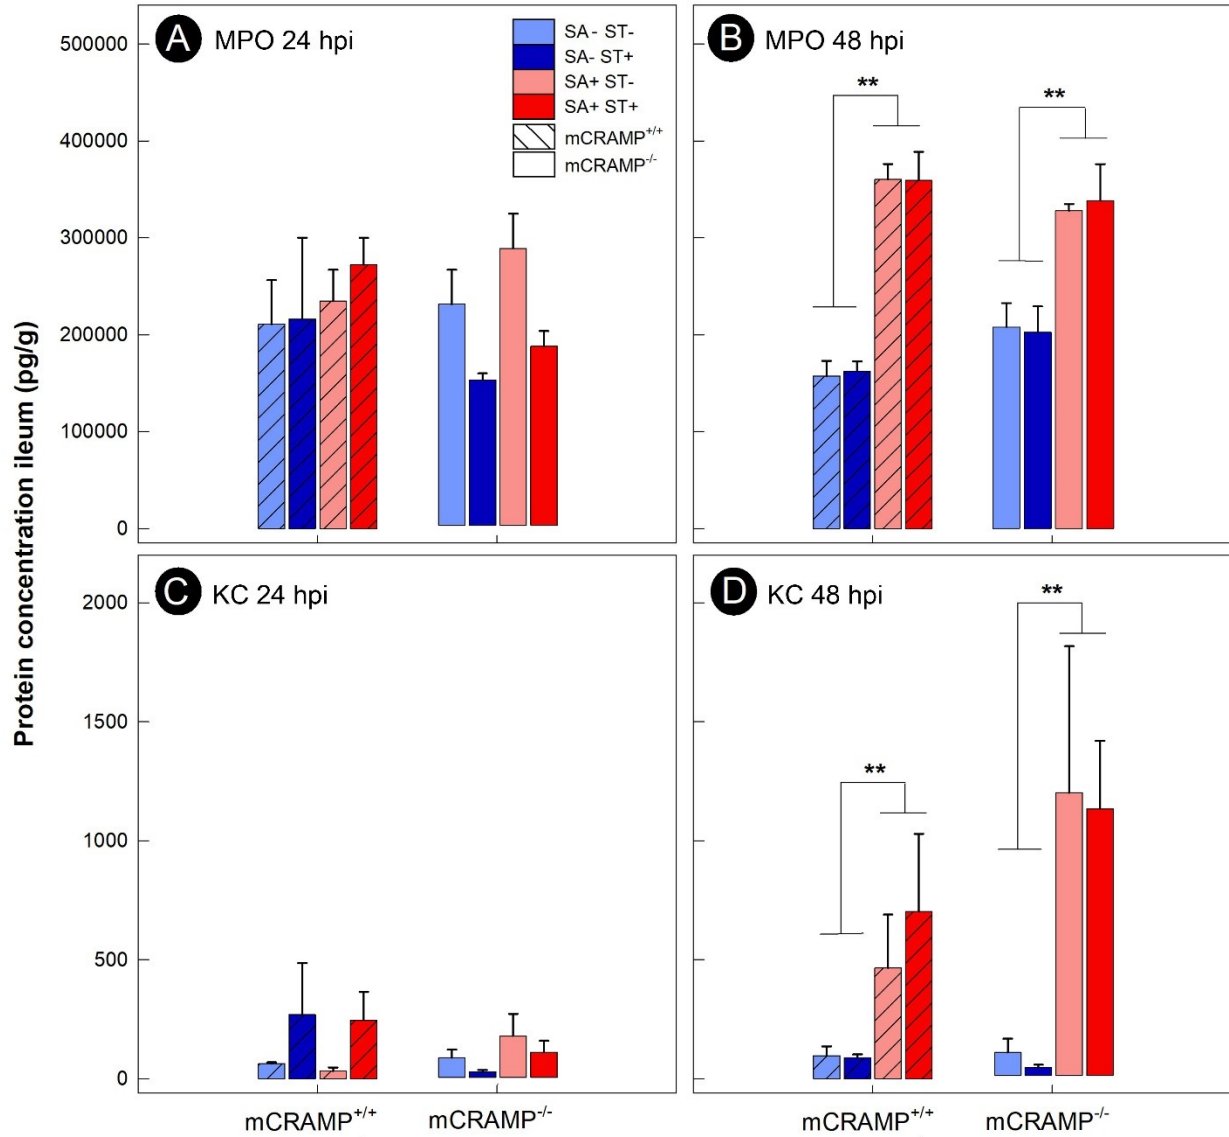 Protein concentration ileum (pg/g)
A MPO 24 hpi
SA- ST-
SA- ST+
SA+ ST-
SA+ ST+
mCRAMP+/+
mCRAMP-/-
500000
400000
300000
200000
100000
0
B MPO 48 hpi
**
**
C KC 24 hpi
2000
1500
1000
500
0
mCRAMP+/+ mCRAMP-/-
D KC 48 hpi
**
**
mCRAMP+/+ mCRAMP-/-